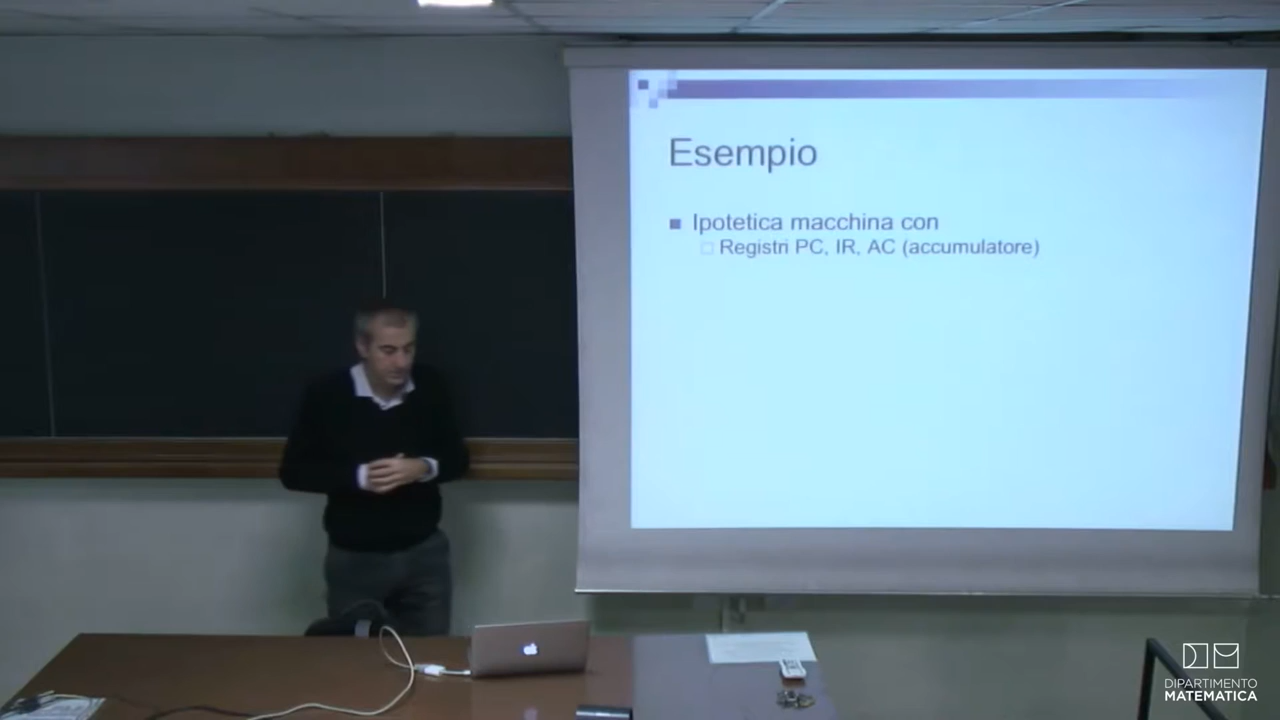 Esempio
Ipotetica macchina con
Registri PC, IR, AC (accumulatore)
DIPARTIMENTO
MATEMATICA